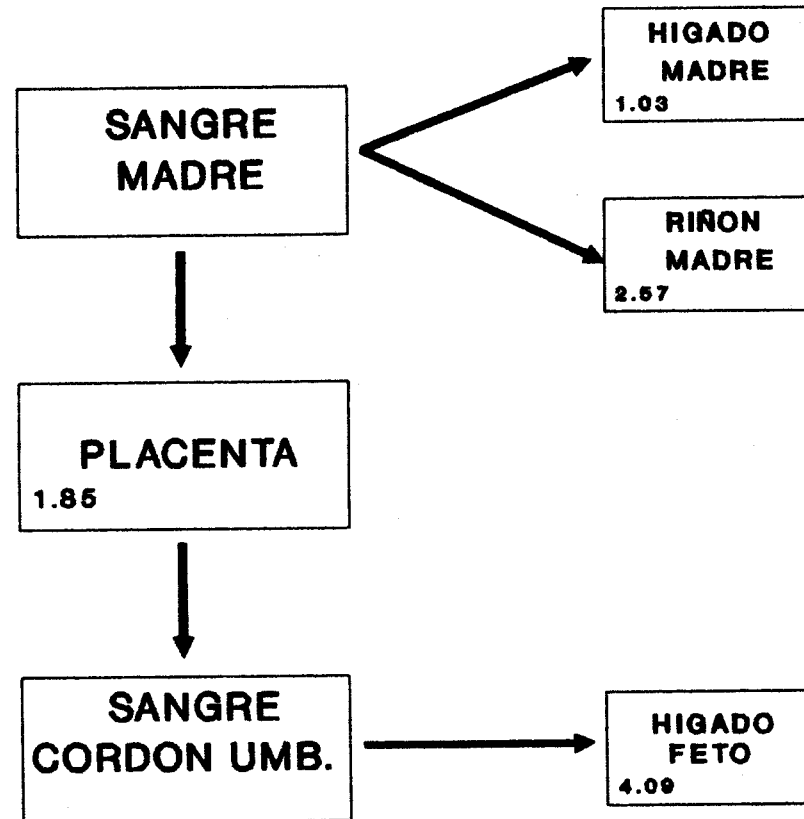 SANGRE
MADRE
HIGADO
MADRE
1.03
RIÑON
MADRE
2.57
PLACENTA
1.85
SANGRE
CORDON UMB.
HIGADO
FETO
4.09